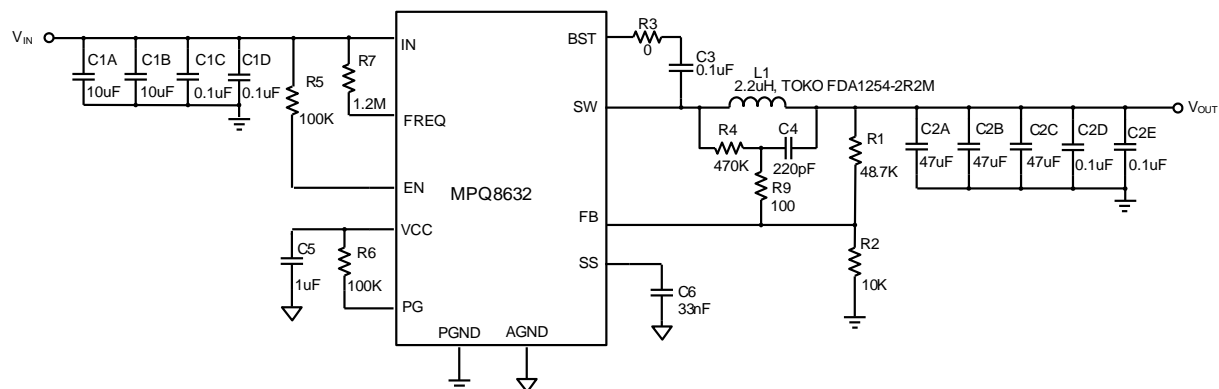 VIN
C1A
10uF
C1B
10uF
C1C
0.1uF
C1D
0.1uF
R5
100K
R7
1.2M
IN
FREQ
EN
VCC
PG
C5
1uF
R6
100K
MPQ8632
PGND
AGND
BST
SW
FB
SS
R3
0
C3
0.1uF
L1
2.2uH, TOKO FDA1254-2R2M
R4
470K
C4
220pF
R9
100
R1
48.7K
R2
10K
C6
33nF
C2A
47uF
C2B
47uF
C2C
47uF
C2D
0.1uF
C2E
0.1uF
VOUT